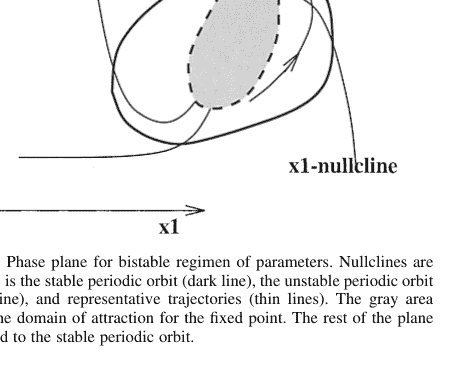 x1-nullcline
x1
Phase plane for bistable regimen of parameters. Nullclines are
is the stable periodic orbit (dark line), the unstable periodic orbit
ine), and representative trajectories (thin lines). The gray area
he domain of attraction for the fixed point. The rest of the plane
d to the stable periodic orbit.